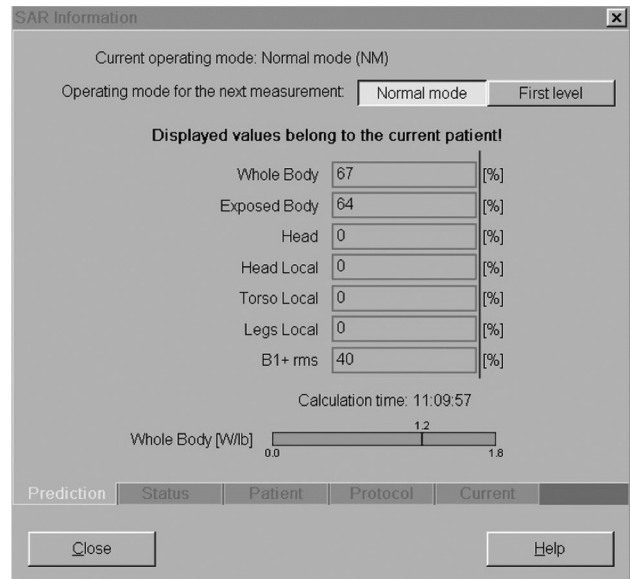 SAR Information
Current operating mode: Normal mode (NM)
Operating mode for the next measurement: Normal mode First level
Displayed values belong to the current patient!
Whole Body 67 [%]
Exposed Body 64 [%]
Head 0 [%]
Head Local 0 [%]
Torso Local 0 [%]
Legs Local 0 [%]
B1+ rms 40 [%]
Calculation time: 11:09:57
1.2
Whole Body [W/lb]
0.0 1.8
Prediction Status Patient Protocol Current
Close Help